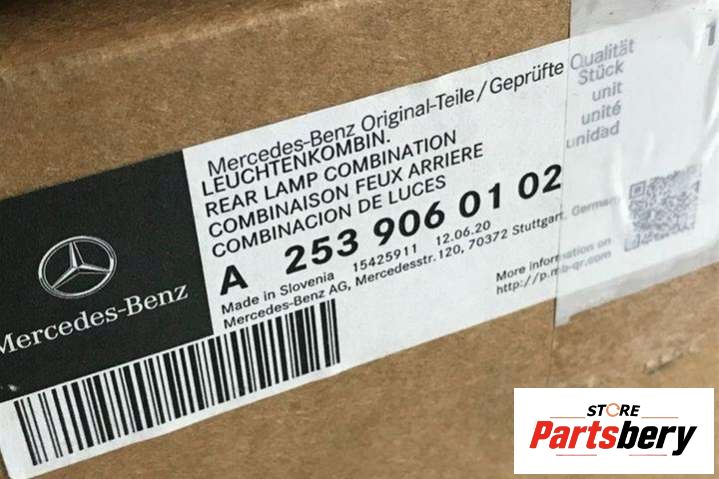 Mercedes-Benz Original-Teile/Geprüfte Qualität
LEUCHTENKOMBIN.
REAR LAMP COMBINATION
COMBINAISON FEUX ARRIERE
COMBINACION DE LUCES
1
Stück
unit
unité
unidad
A 253 906 01 02
Made in Slovenia 15425911 12.06.20
Mercedes-Benz AG, Mercedesstr. 120, 70372 Stuttgart, Germany
More information on
http://p.mb-qr.com/
Mercedes-Benz
STORE
Partsbery